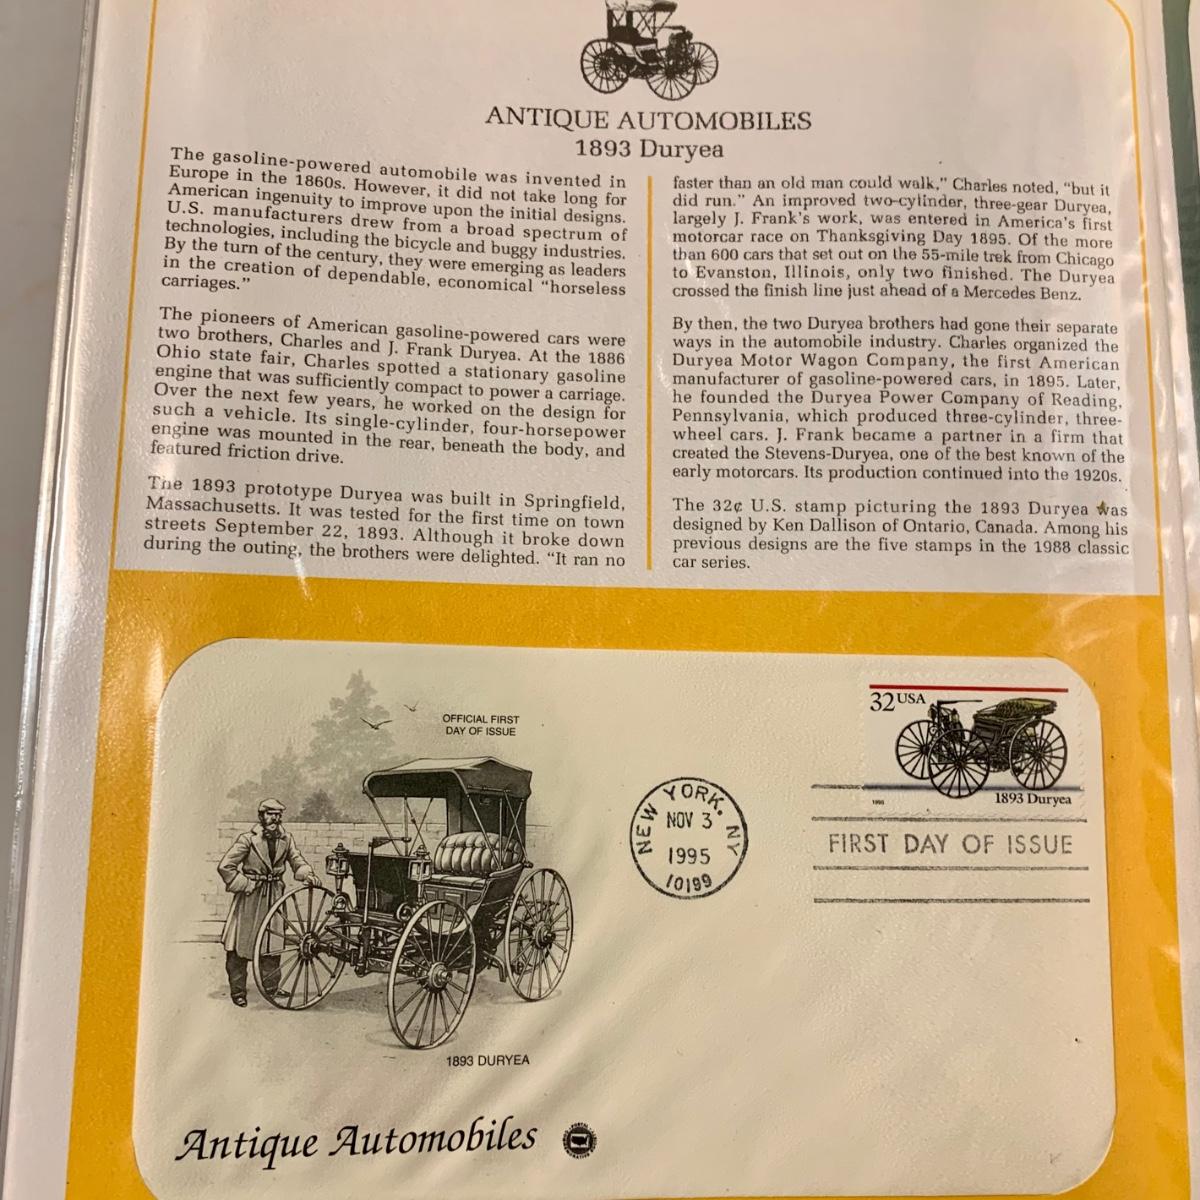 ANTIQUE AUTOMOBILES
1893 Duryea
The gasoline-powered automobile was invented in
Europe in the 1860s. However, it did not take long for
American ingenuity to improve upon the initial designs.
U.S. manufacturers drew from a broad spectrum of
technologies, including the bicycle and buggy industries.
By the turn of the century, they were emerging as leaders
in the creation of dependable, economical “horseless
carriages.”
The pioneers of American gasoline-powered cars were
two brothers, Charles and J. Frank Duryea. At the 1886
Ohio state fair, Charles spotted a stationary gasoline
engine that was sufficiently compact to power a carriage.
Over the next few years, he worked on the design for
such a vehicle. Its single-cylinder, four-horsepower
engine was mounted in the rear, beneath the body, and
featured friction drive.
The 1893 prototype Duryea was built in Springfield,
Massachusetts. It was tested for the first time on town
streets September 22, 1893. Although it broke down
during the outing, the brothers were delighted. “It ran no
faster than an old man could walk,” Charles noted, “but it
did run.” An improved two-cylinder, three-gear Duryea,
largely J. Frank's work, was entered in America's first
motorcar race on Thanksgiving Day 1895. Of the more
than 600 cars that set out on the 55-mile trek from Chicago
to Evanston, Illinois, only two finished. The Duryea
crossed the finish line just ahead of a Mercedes Benz.
By then, the two Duryea brothers had gone their separate
ways in the automobile industry. Charles organized the
Duryea Motor Wagon Company, the first American
manufacturer of gasoline-powered cars, in 1895. Later,
he founded the Duryea Power Company of Reading,
Pennsylvania, which produced three-cylinder, three-
wheel cars. J. Frank became a partner in a firm that
created the Stevens-Duryea, one of the best known of the
early motorcars. Its production continued into the 1920s.
The 32¢ U.S. stamp picturing the 1893 Duryea was
designed by Ken Dallison of Ontario, Canada. Among his
previous designs are the five stamps in the 1988 classic
car series.
OFFICIAL FIRST
DAY OF ISSUE
1893 DURYEA
Antique Automobiles
NEW YORK, NY
NOV 3
1995
10199
32 USA
1995
1893 Duryea
FIRST DAY OF ISSUE